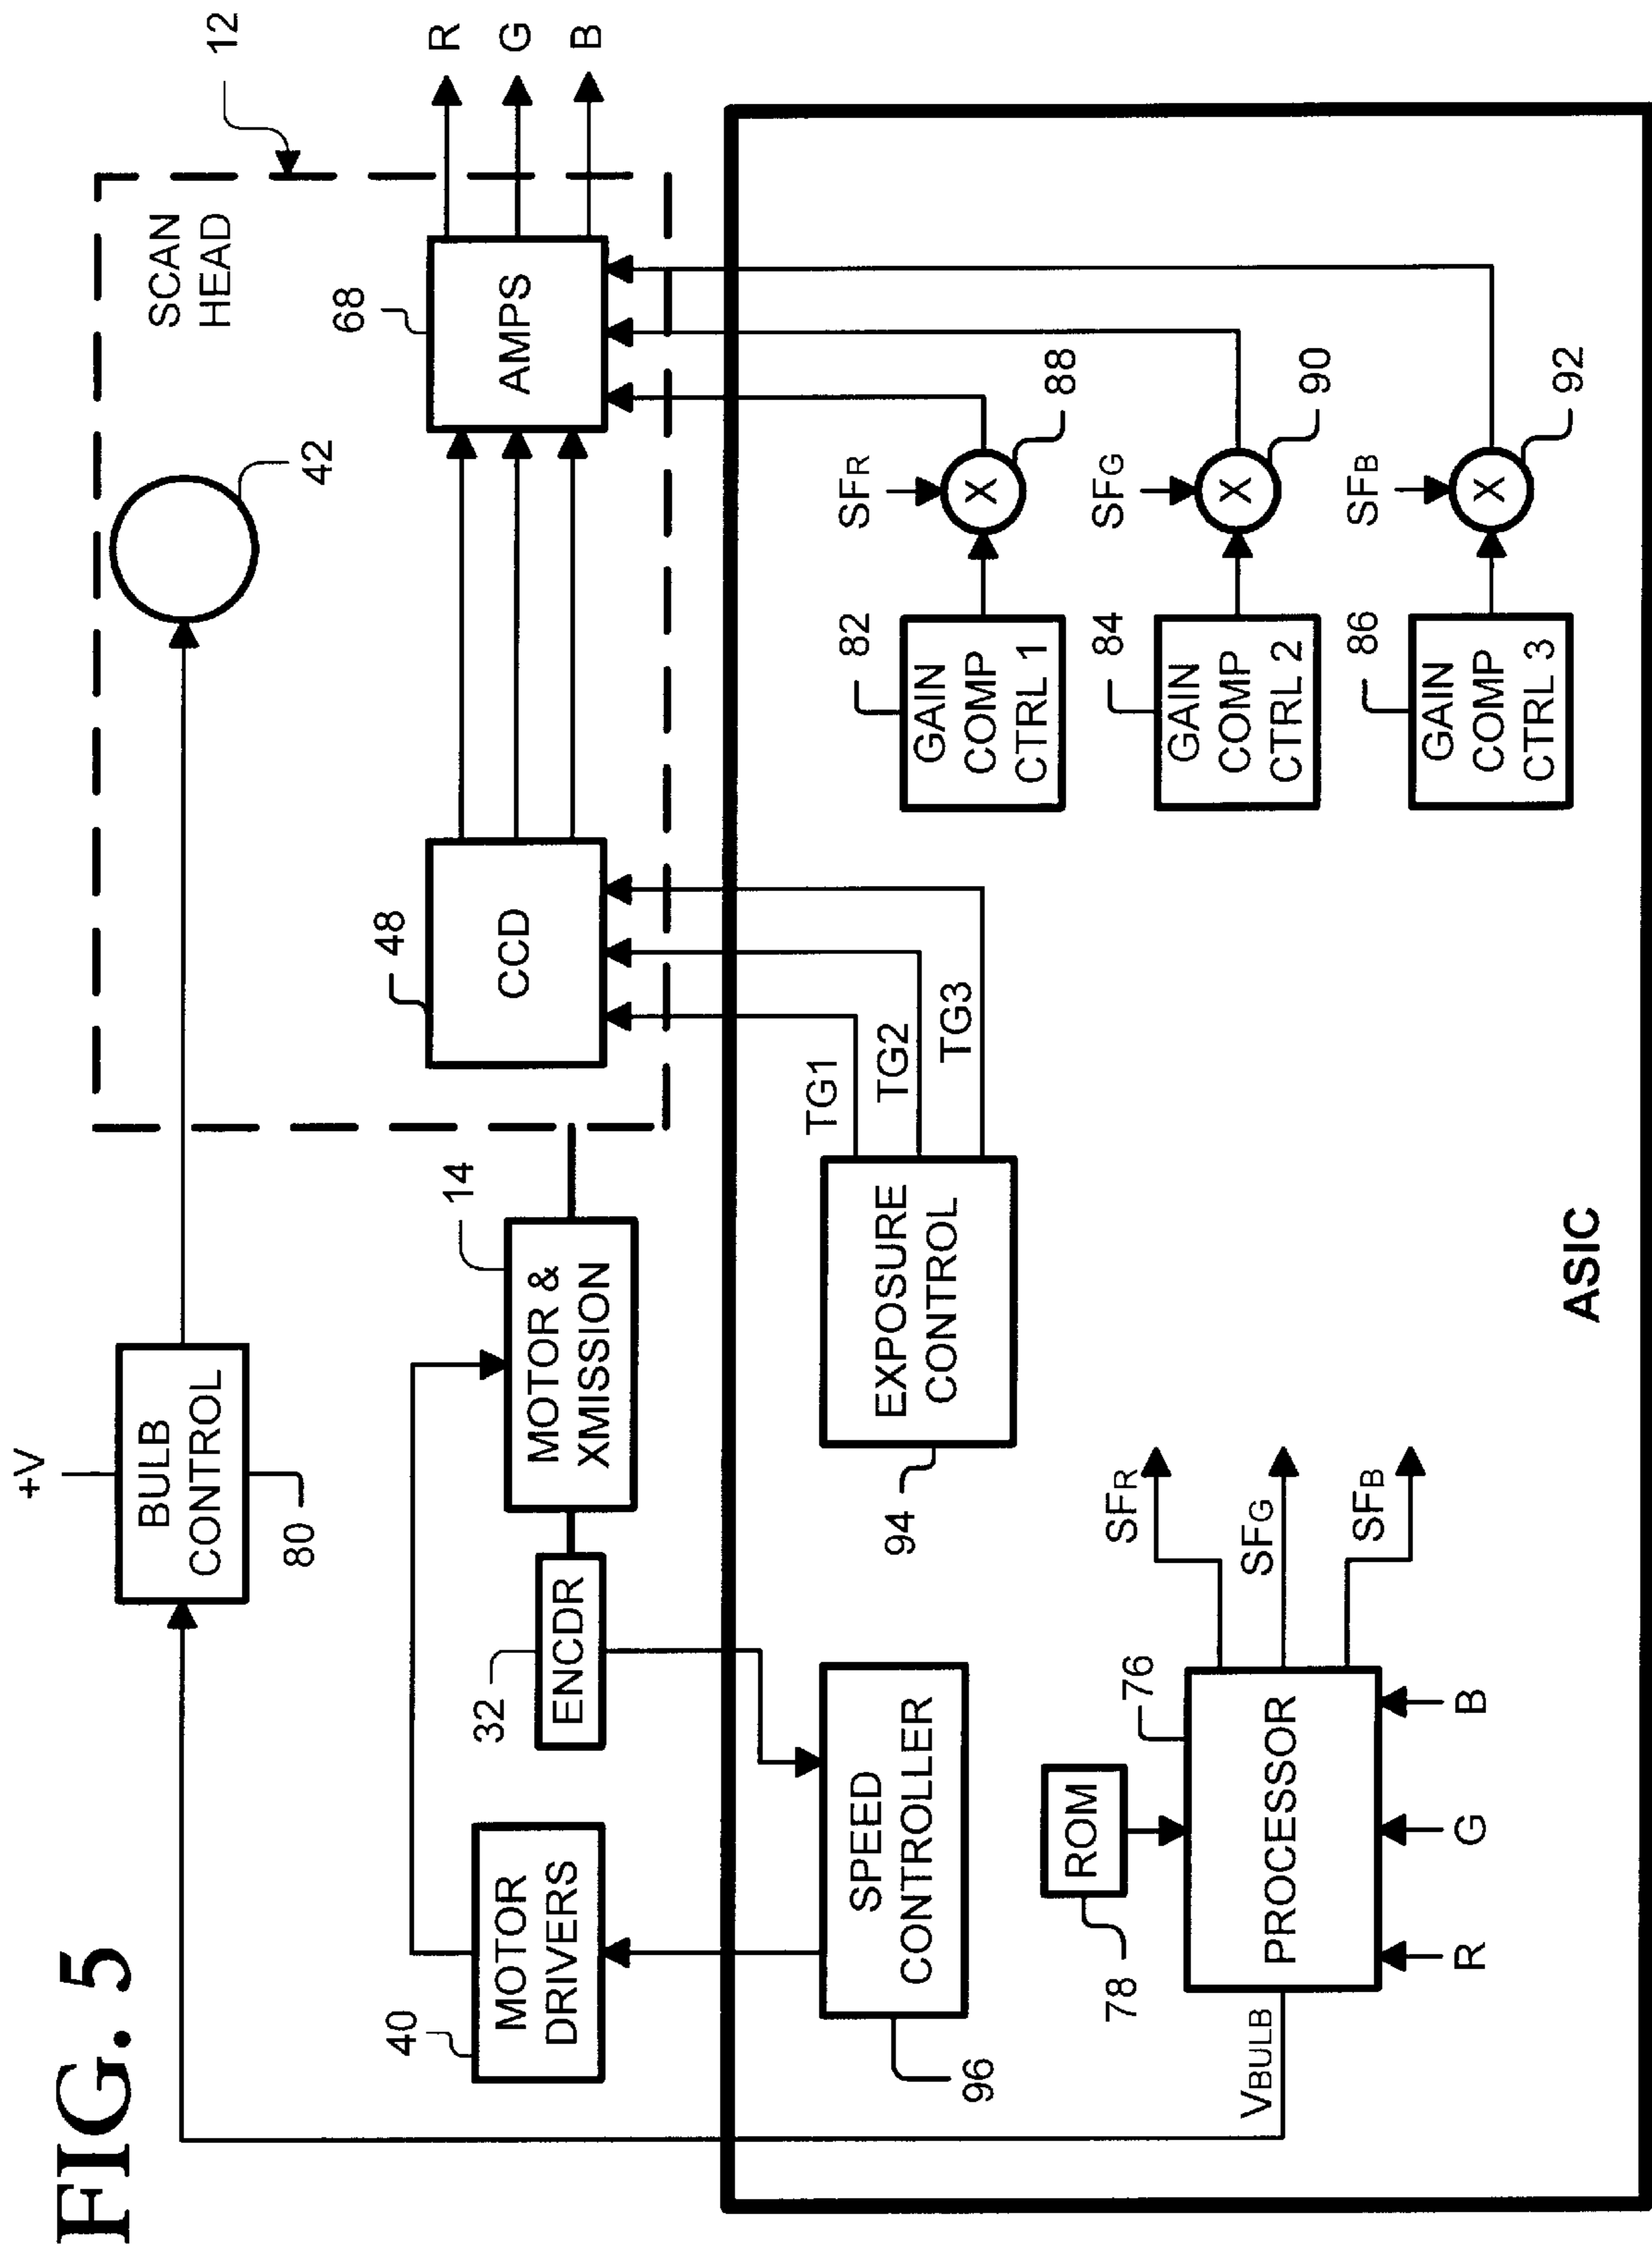 FIG. 5
+V
BULB
CONTROL
80
42
SCAN
HEAD
12
40
MOTOR
DRIVERS
32
ENCDR
14
MOTOR &
XMISSION
48
CCD
68
AMPS
R
G
B
96
SPEED
CONTROLLER
94
EXPOSURE
CONTROL
TG1
TG2
TG3
82
GAIN
COMP
CTRL 1
SFR
X
88
84
GAIN
COMP
CTRL 2
SFG
X
90
86
GAIN
COMP
CTRL 3
SFB
X
92
78
ROM
76
PROCESSOR
VBULB
R
G
B
SFR
SFG
SFB
ASIC